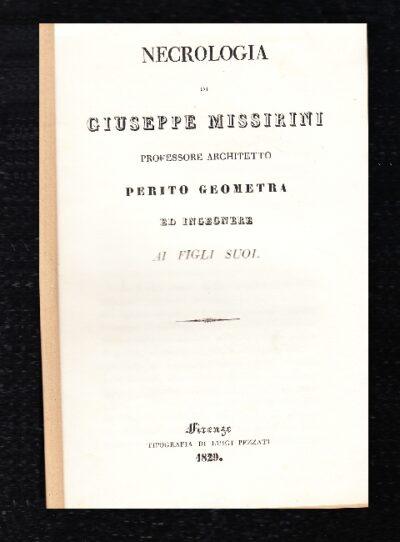 NECROLOGIA
DI
GIUSEPPE MISSIRINI
PROFESSORE ARCHITETTO
PERITO GEOMETRA
ED INGEGNERE
AI FIGLI SUOI.
Firenze
TIPOGRAFIA DI LUIGI PEZZATI
1829.